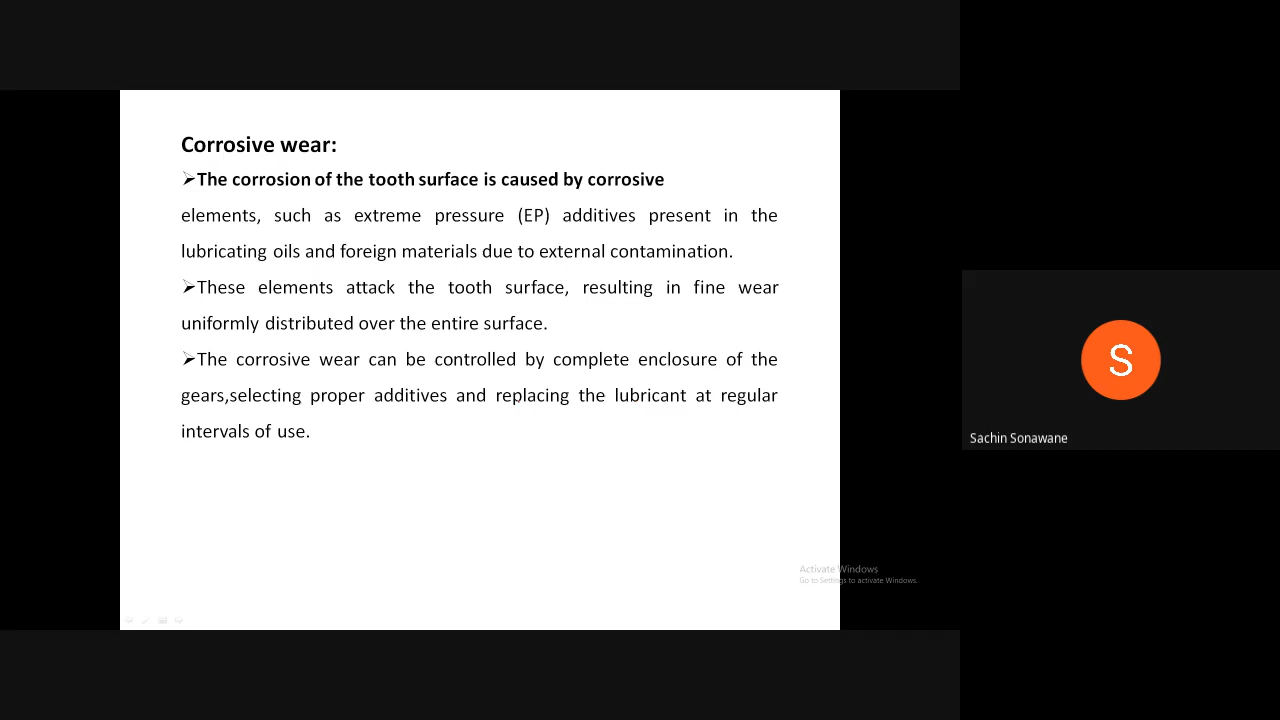 Corrosive wear:
➢The corrosion of the tooth surface is caused by corrosive
elements, such as extreme pressure (EP) additives present in the
lubricating oils and foreign materials due to external contamination.
➢These elements attack the tooth surface, resulting in fine wear
uniformly distributed over the entire surface.
➢The corrosive wear can be controlled by complete enclosure of the
gears,selecting proper additives and replacing the lubricant at regular
intervals of use.
S
Sachin Sonawane
Activate Windows
Go to Settings to activate Windows.